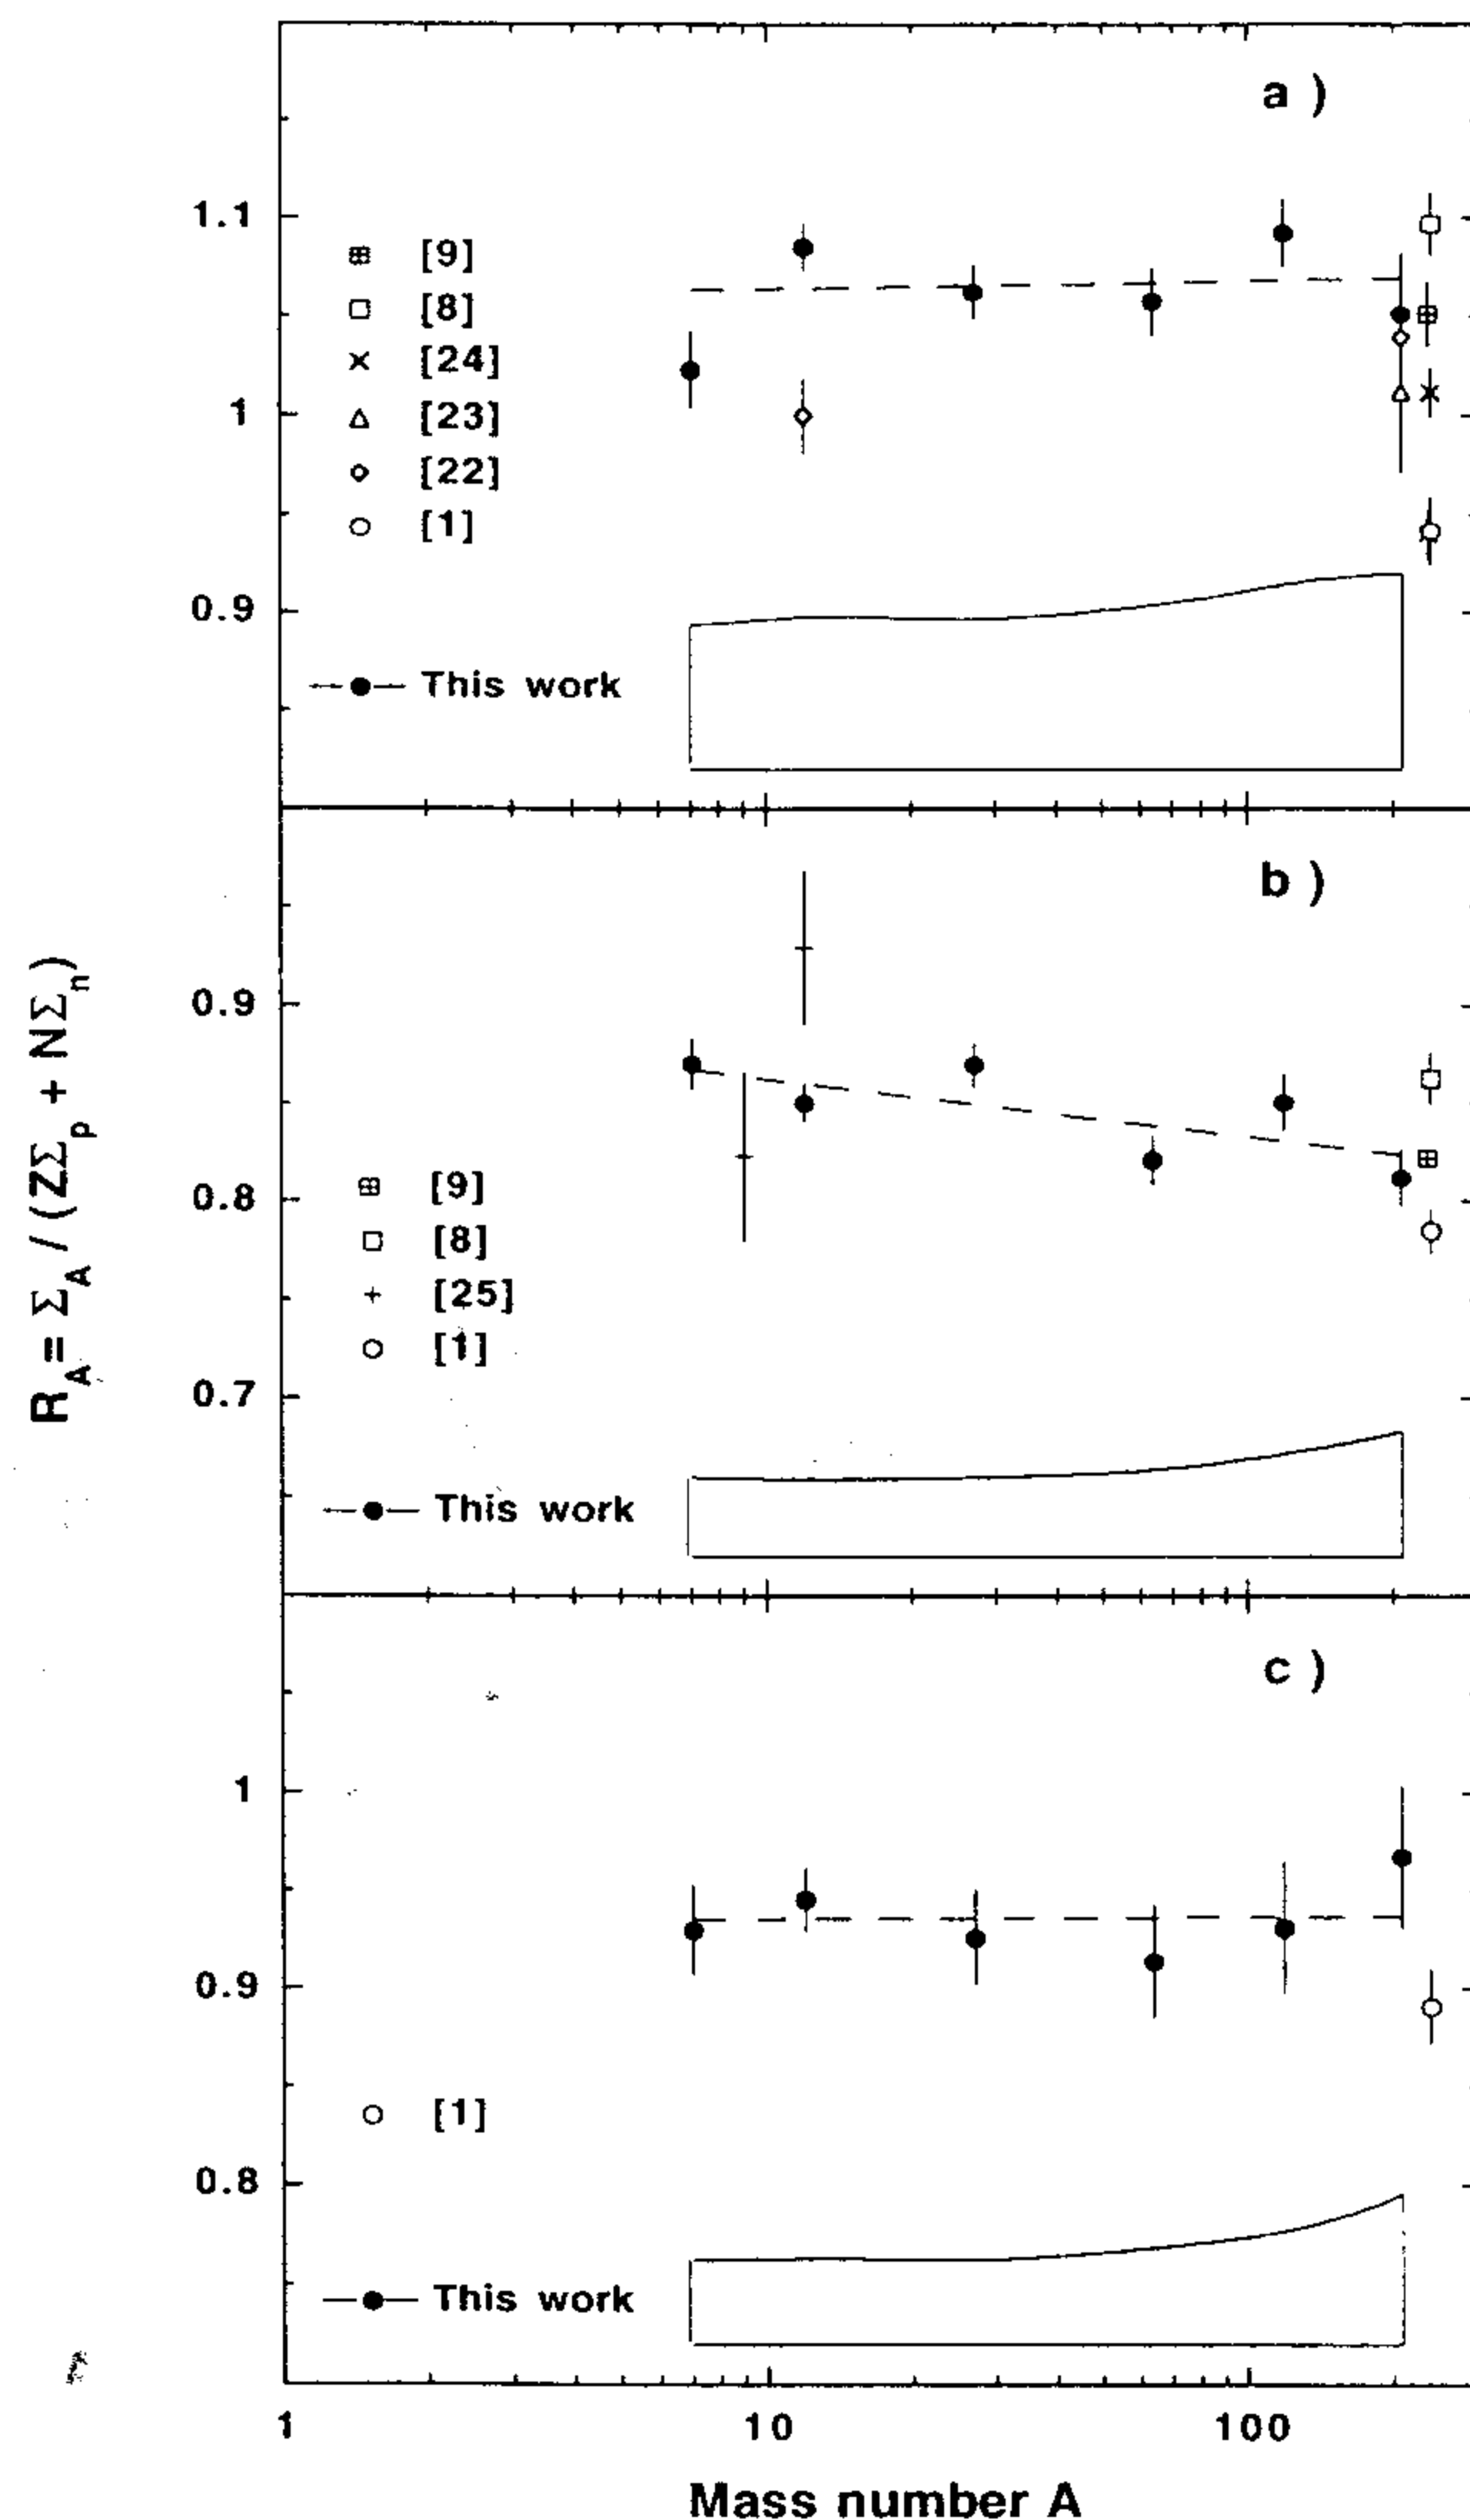 a )
1.1
[9]
[8]
[24]
1
[23]
[22]
[1]
0.9
This work
b )
0.9
[9]
0.8
[8]
[25]
[1]
0.7
This work
R_A = Σ_A / (ZΣ_p + NΣ_n)
c )
1
0.9
[1]
0.8
This work
1 10 100
Mass number A